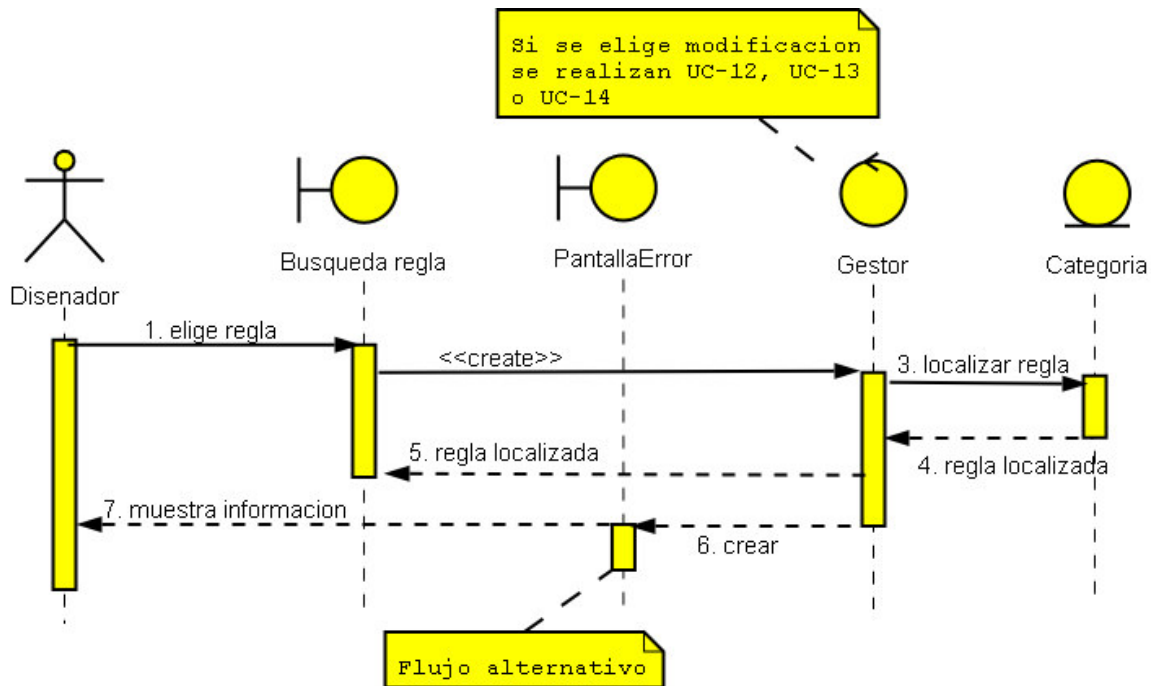 Si se elige modificacion
se realizan UC-12, UC-13
o UC-14
Disenador
Busqueda regla
PantallaError
Gestor
Categoria
1. elige regla
<<create>>
3. localizar regla
4. regla localizada
5. regla localizada
6. crear
7. muestra informacion
Flujo alternativo